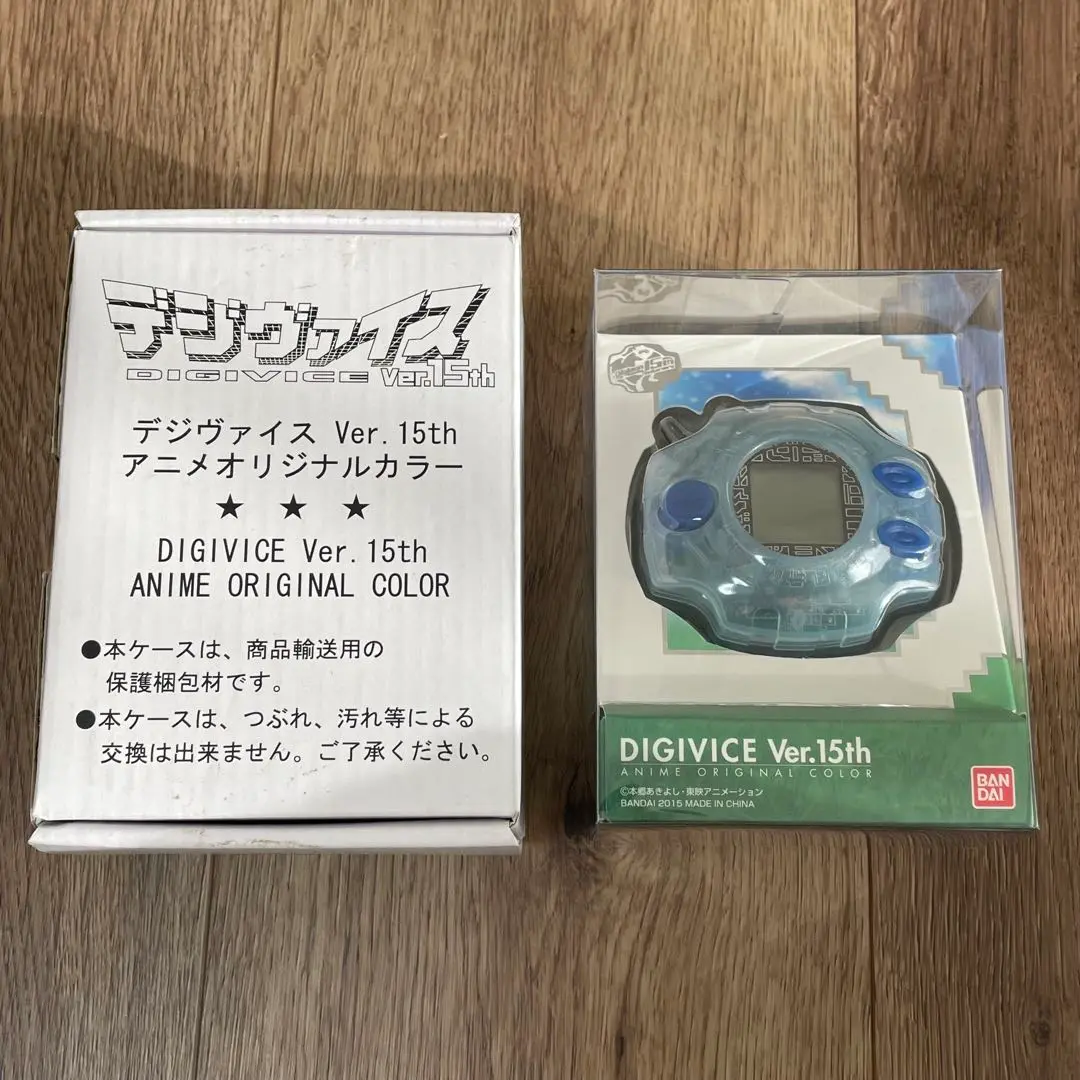 デジヴァイス
DIGIVICE Ver.15th
デジヴァイス Ver.15th
アニメオリジナルカラー
★ ★ ★
DIGIVICE Ver.15th
ANIME ORIGINAL COLOR
●本ケースは、商品輸送用の
保護梱包材です。
●本ケースは、つぶれ、汚れ等による
交換は出来ません。ご了承ください。
DIGIVICE Ver.15th
ANIME ORIGINAL COLOR
©本郷あきよし・東映アニメーション
BANDAI 2015 MADE IN CHINA
BAN
DAI